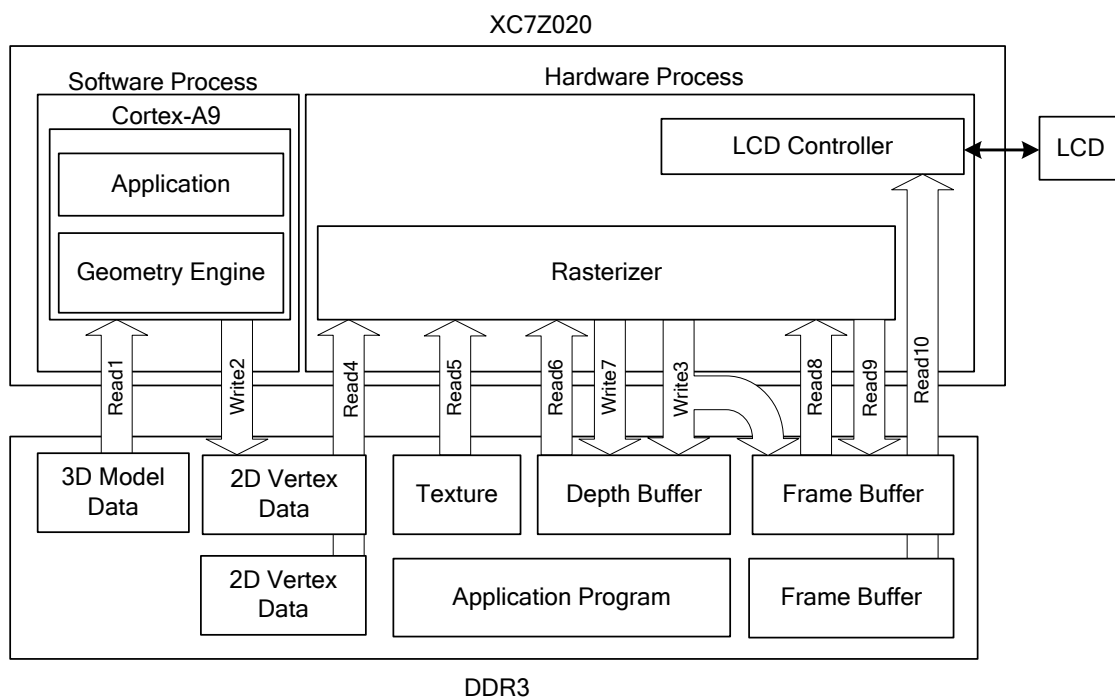 XC7Z020
Software Process
Hardware Process
Cortex-A9
LCD Controller
LCD
Application
Geometry Engine
Rasterizer
Read1
Write2
Read4
Read5
Read6
Write7
Write3
Read8
Read9
Read10
3D Model
Data
2D Vertex
Data
Texture
Depth Buffer
Frame Buffer
2D Vertex
Data
Application Program
Frame Buffer
DDR3